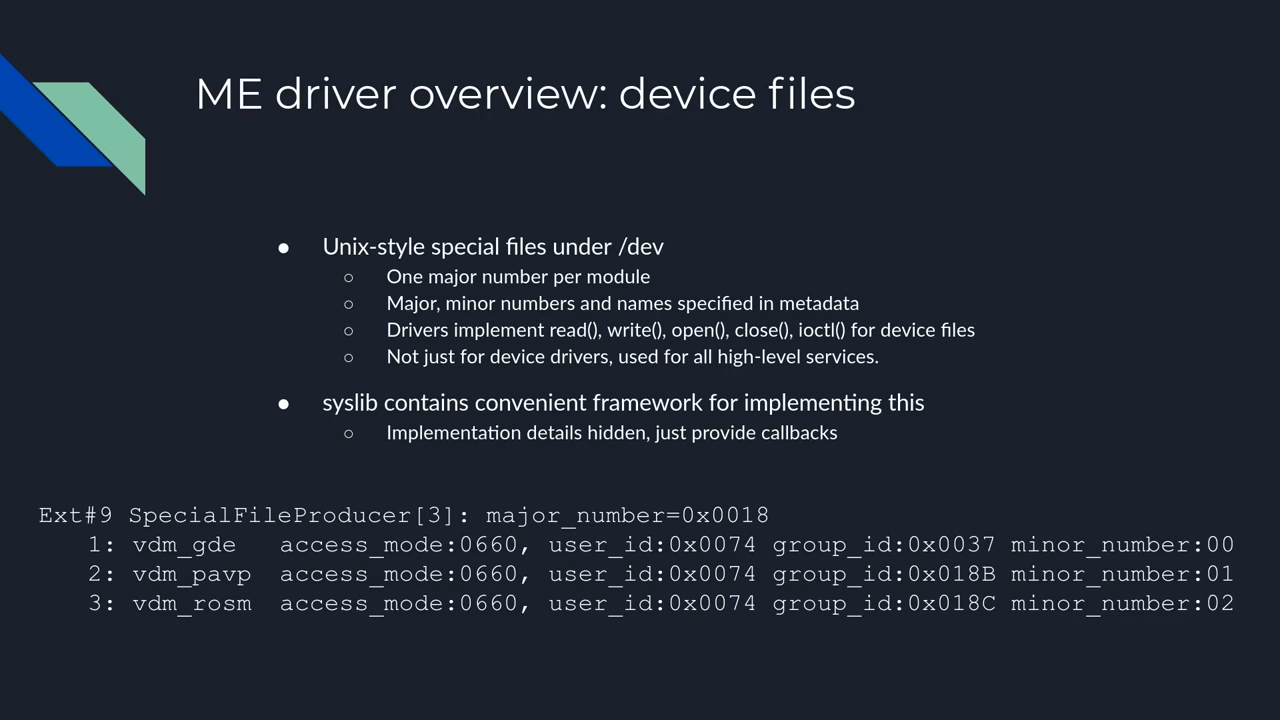 ME driver overview: device files
● Unix-style special files under /dev
○ One major number per module
○ Major, minor numbers and names specified in metadata
○ Drivers implement read(), write(), open(), close(), ioctl() for device files
○ Not just for device drivers, used for all high-level services.
● syslib contains convenient framework for implementing this
○ Implementation details hidden, just provide callbacks
Ext#9 SpecialFileProducer[3]: major_number=0x0018
1: vdm_gde access_mode:0660, user_id:0x0074 group_id:0x0037 minor_number:00
2: vdm_pavp access_mode:0660, user_id:0x0074 group_id:0x018B minor_number:01
3: vdm_rosm access_mode:0660, user_id:0x0074 group_id:0x018C minor_number:02